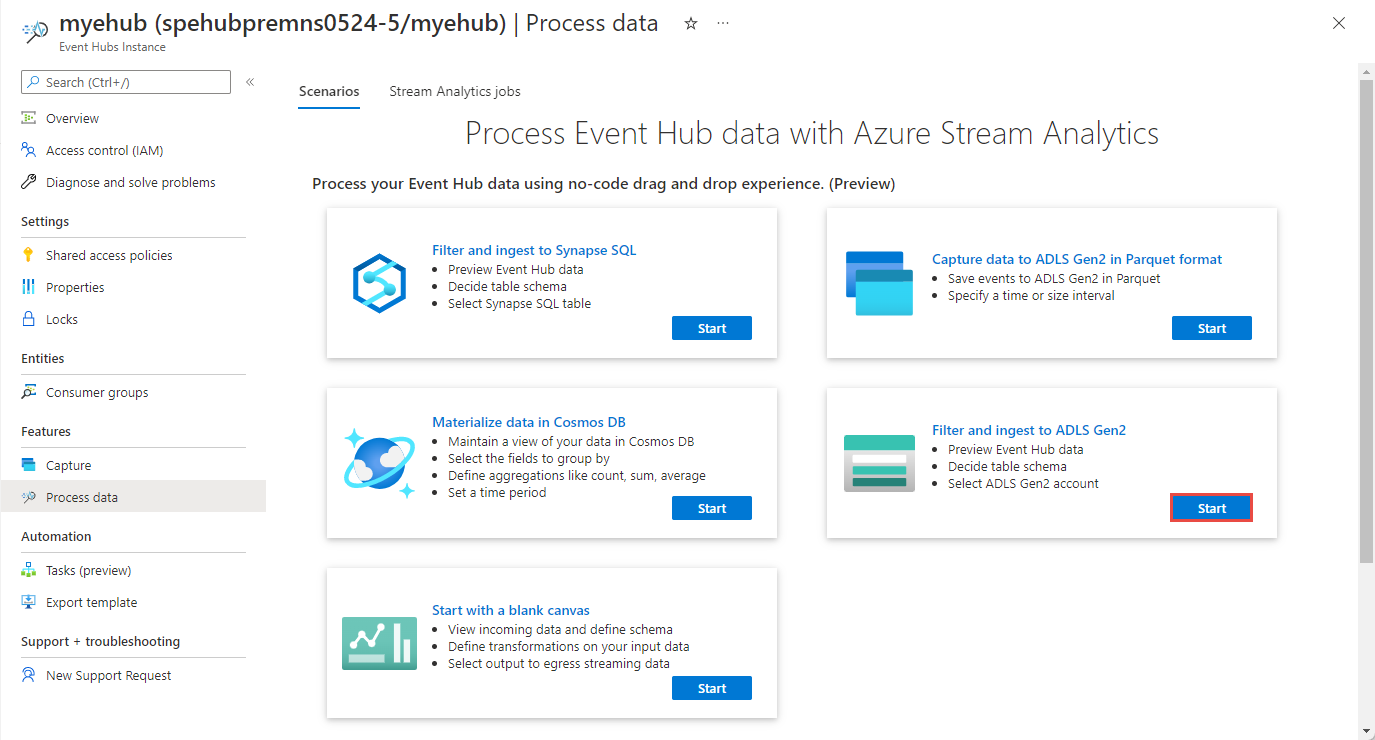 myehub (spehubpremns0524-5/myehub) | Process data
Event Hubs Instance
Search (Ctrl+/)
Overview
Access control (IAM)
Diagnose and solve problems
Settings
Shared access policies
Properties
Locks
Entities
Consumer groups
Features
Capture
Process data
Automation
Tasks (preview)
Export template
Support + troubleshooting
New Support Request
Scenarios
Stream Analytics jobs
Process Event Hub data with Azure Stream Analytics
Process your Event Hub data using no-code drag and drop experience. (Preview)
Filter and ingest to Synapse SQL
Preview Event Hub data
Decide table schema
Select Synapse SQL table
Start
Capture data to ADLS Gen2 in Parquet format
Save events to ADLS Gen2 in Parquet
Specify a time or size interval
Start
Materialize data in Cosmos DB
Maintain a view of your data in Cosmos DB
Select the fields to group by
Define aggregations like count, sum, average
Set a time period
Start
Filter and ingest to ADLS Gen2
Preview Event Hub data
Decide table schema
Select ADLS Gen2 account
Start
Start with a blank canvas
View incoming data and define schema
Define transformations on your input data
Select output to egress streaming data
Start